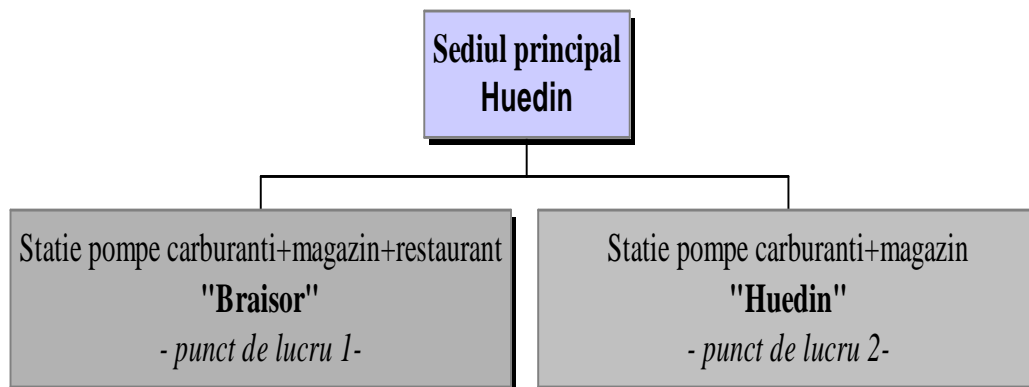 Sediul principal
Huedin
Statie pompe carburanti+magazin+restaurant
"Braisor"
- punct de lucru 1-
Statie pompe carburanti+magazin
"Huedin"
- punct de lucru 2-